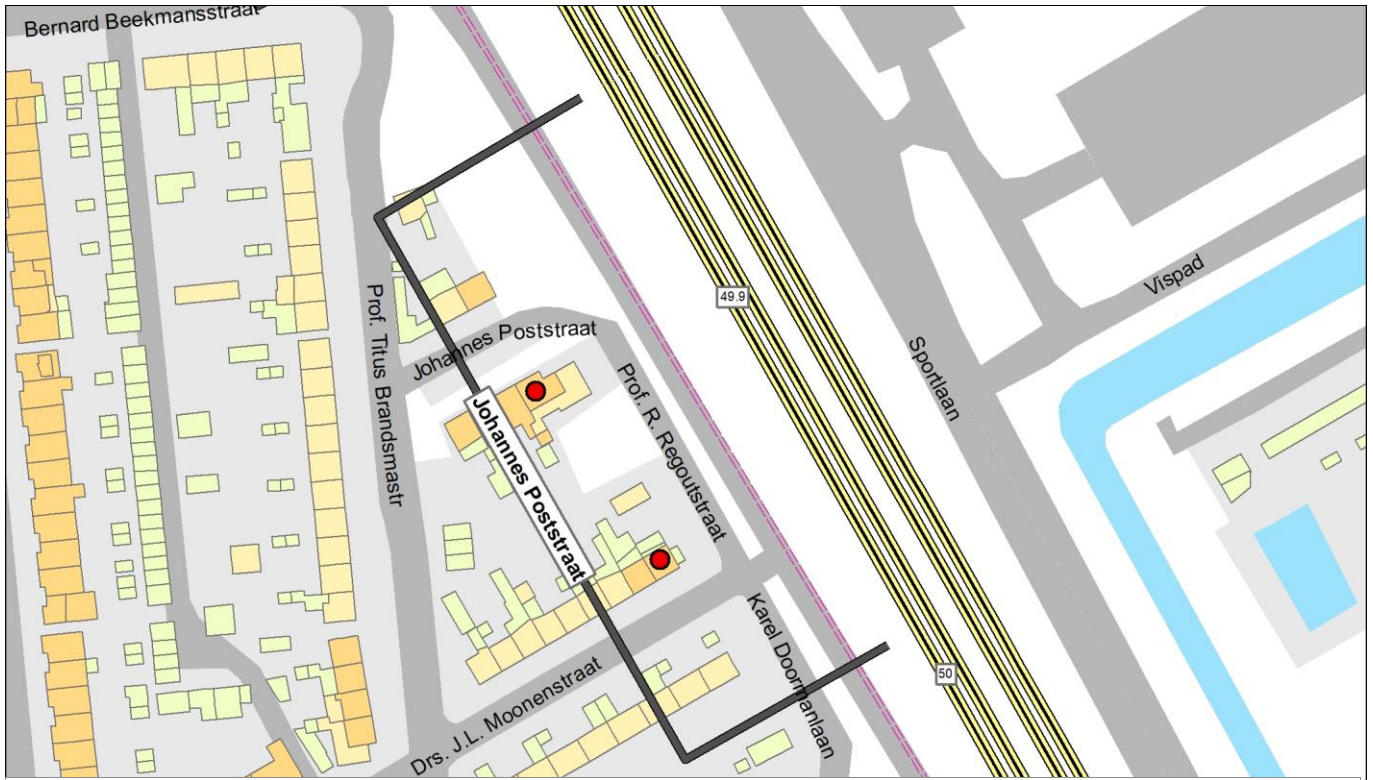 Bernard Beekmansstraat
49.9
Vispad
Prof. Titus Brandsmastr
Johannes Poststraat
Sportlaan
Prof. R. Regoutstraat
Johannes Poststraat
Karel Doormanlaan
50
Drs. J.L. Moonenstraat